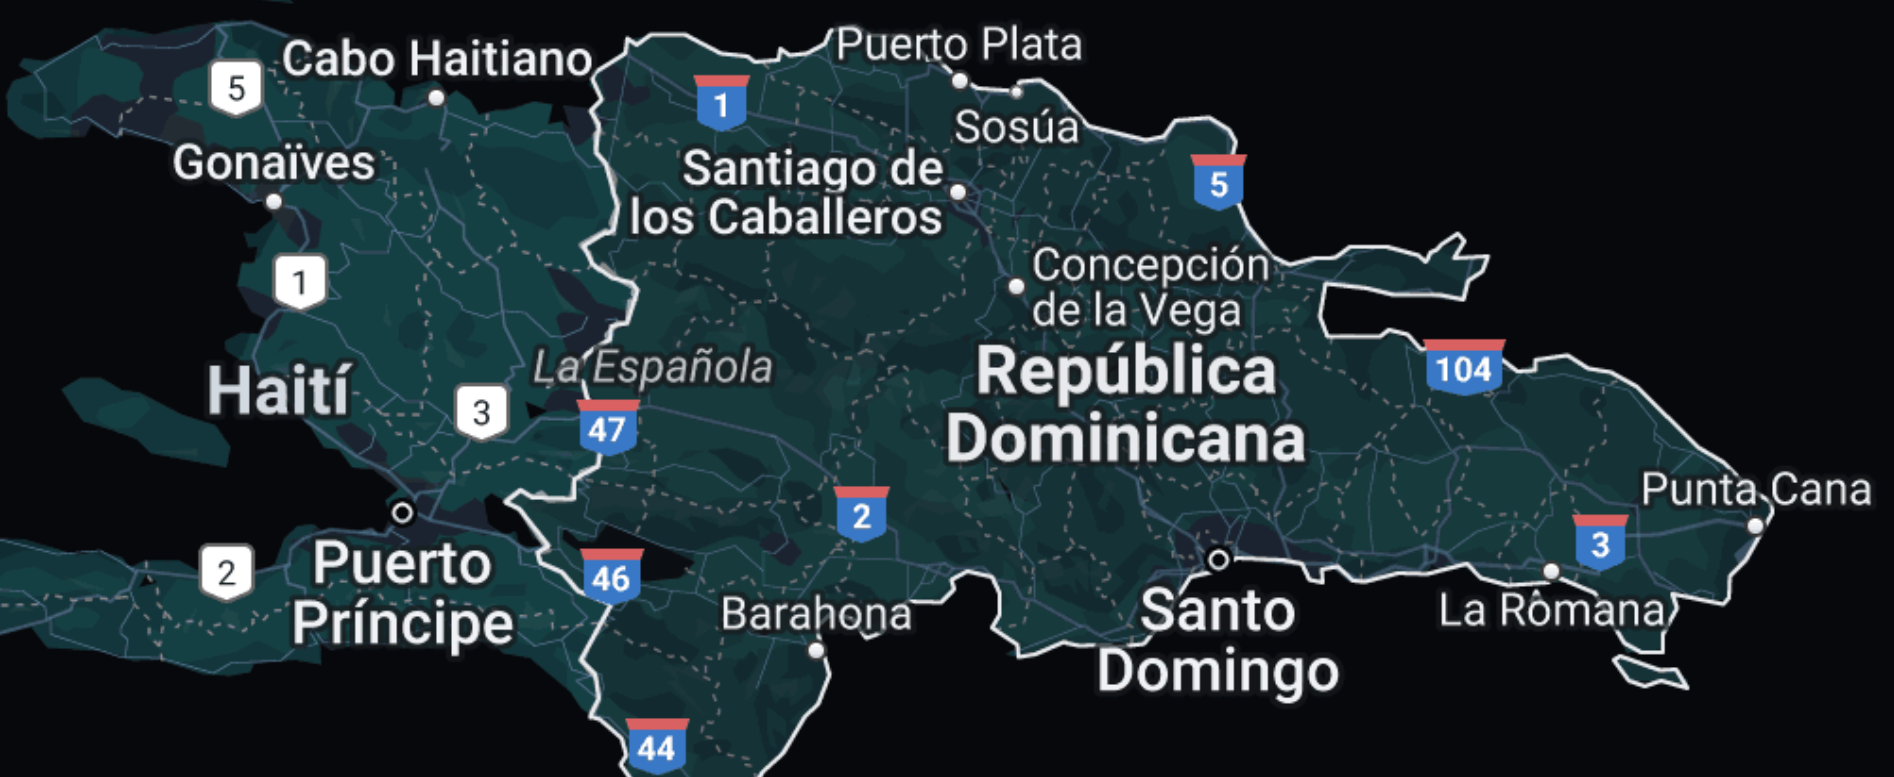 Cabo Haitiano
Puerto Plata
5
1
Sosúa
Gonaïves
Santiago de
los Caballeros
5
1
Concepción
de la Vega
Haití
La Española
República
Dominicana
104
3
47
Punta Cana
2
3
Puerto
Príncipe
2
46
Barahona
Santo
Domingo
La Romana
44